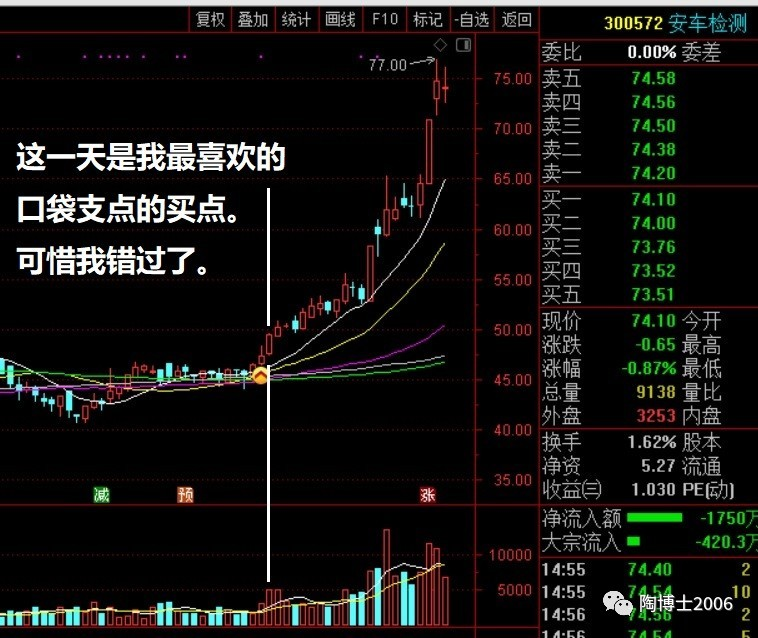 复权 叠加 统计 画线 F10 标记 -自选 返回
300572 安车检测
委比 0.00% 委差
卖五 74.58
卖四 74.56
卖三 74.50
卖二 74.38
卖一 74.20
买一 74.10
买二 74.00
买三 73.76
买四 73.52
买五 73.51
现价 74.10 今开
涨跌 -0.65 最高
涨幅 -0.87% 最低
总量 9138 量比
外盘 3253 内盘
换手 1.62% 股本
净资 5.27 流通
收益㈢ 1.030 PE(动)
净流入额 -1750万
大宗流入 -420.3万
14:55 74.40 2
14:55 74.54 10
14:56 2
14:56 74.54 5
77.00
75.00
70.00
65.00
60.00
55.00
50.00
45.00
40.00
35.00
10000
5000
这一天是我最喜欢的
口袋支点的买点。
可惜我错过了。
减 预 涨
陶博士2006